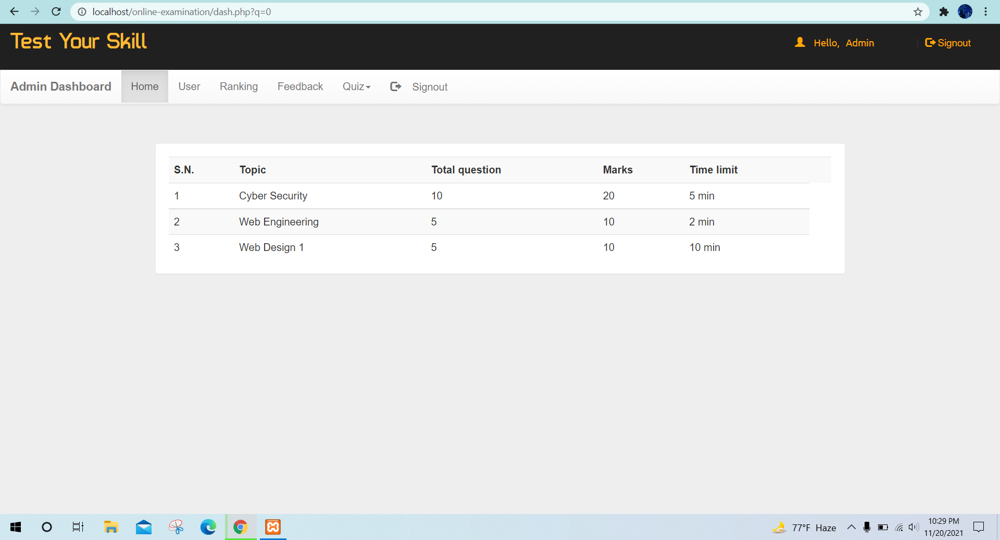 localhost/online-examination/dash.php?q=0
Test Your Skill
Hello, Admin | Signout
Admin Dashboard Home User Ranking Feedback Quiz Signout
S.N. Topic Total question Marks Time limit
1 Cyber Security 10 20 5 min
2 Web Engineering 5 10 2 min
3 Web Design 1 5 10 10 min
77°F Haze
10:29 PM
11/20/2021